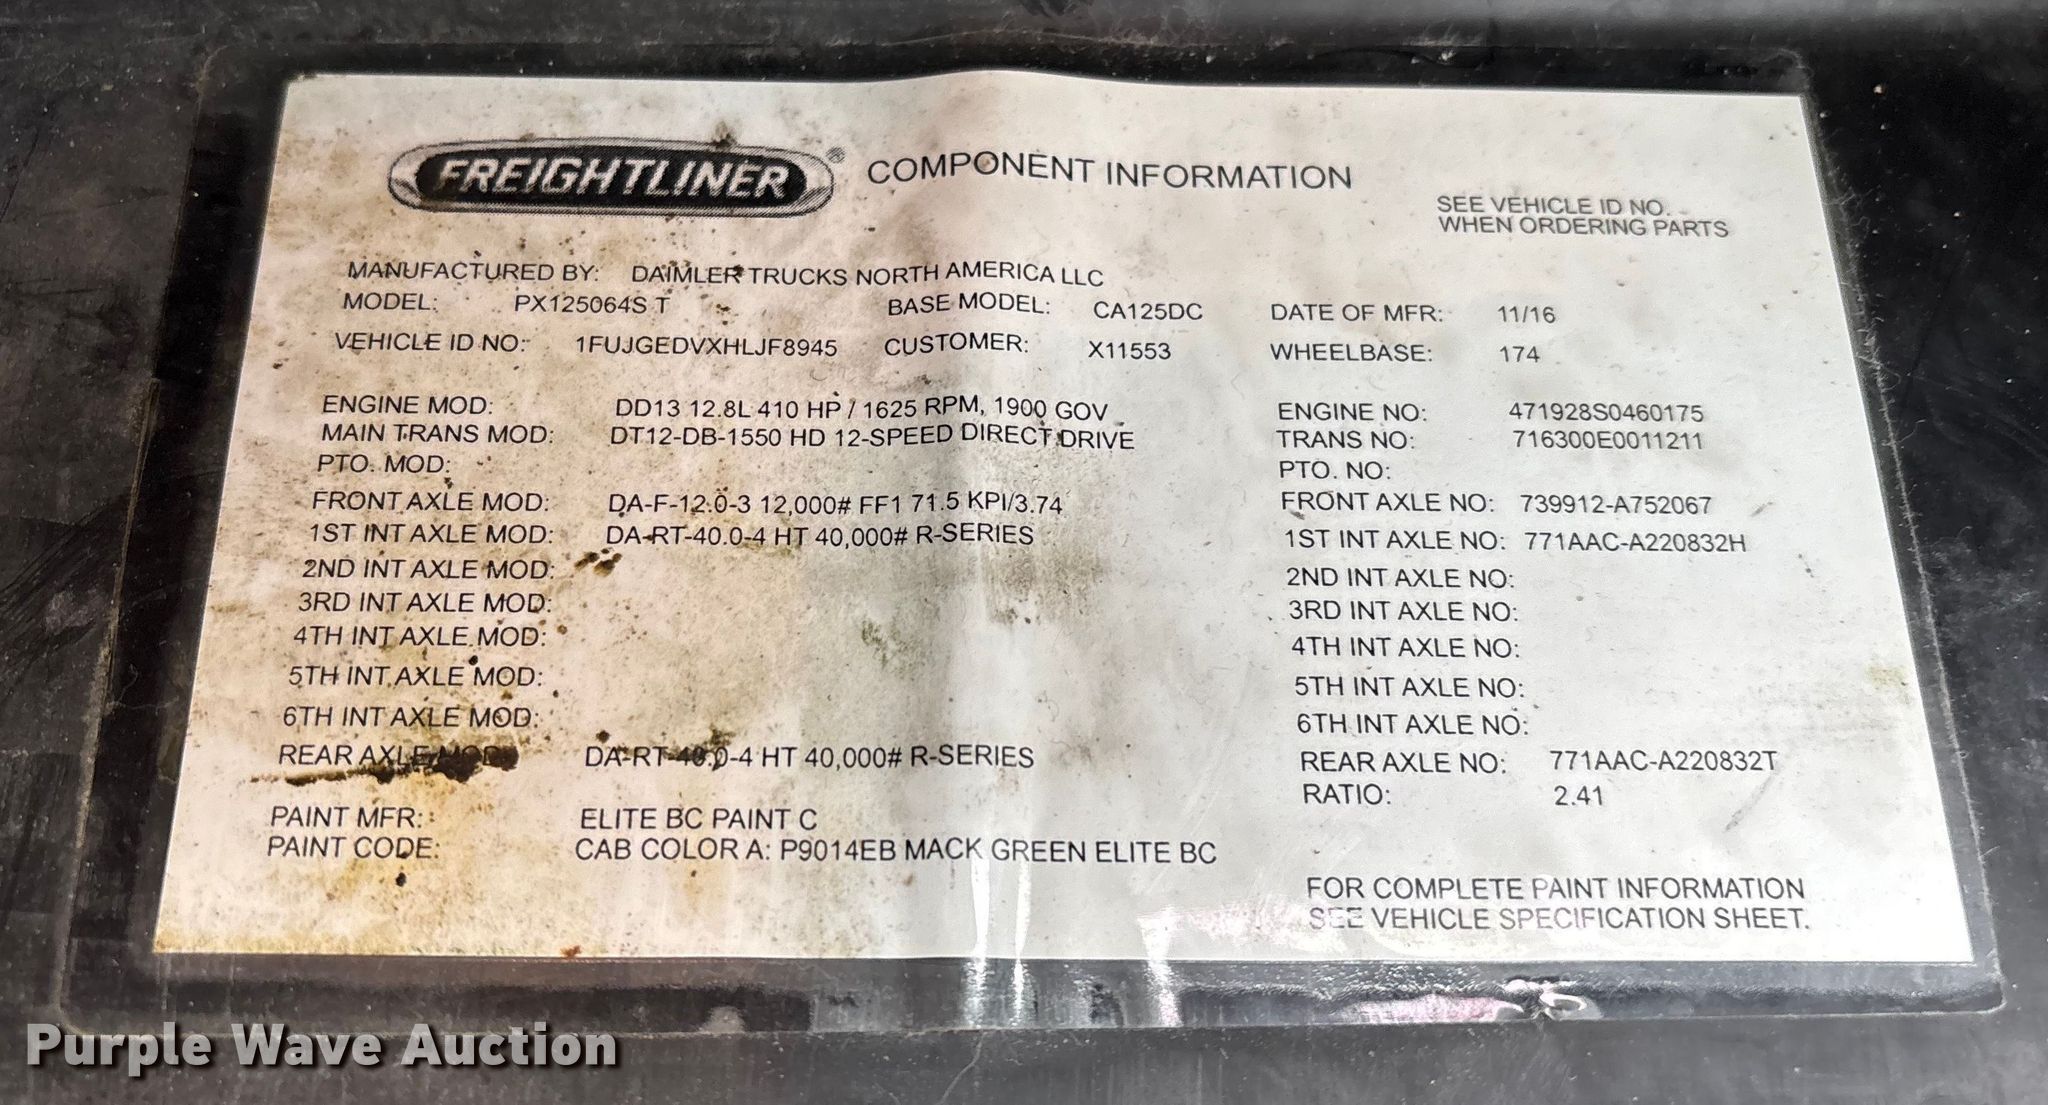 FREIGHTLINER® COMPONENT INFORMATION
SEE VEHICLE ID NO.
WHEN ORDERING PARTS
MANUFACTURED BY: DAIMLER TRUCKS NORTH AMERICA LLC
MODEL: PX125064S T BASE MODEL: CA125DC DATE OF MFR: 11/16
VEHICLE ID NO: 1FUJGEDVXHLJF8945 CUSTOMER: X11553 WHEELBASE: 174
ENGINE MOD: DD13 12.8L 410 HP / 1625 RPM, 1900 GOV ENGINE NO: 471928S0460175
MAIN TRANS MOD: DT12-DB-1550 HD 12-SPEED DIRECT DRIVE TRANS NO: 716300E0011211
PTO. MOD: PTO. NO:
FRONT AXLE MOD: DA-F-12.0-3 12,000# FF1 71.5 KPI/3.74 FRONT AXLE NO: 739912-A752067
1ST INT AXLE MOD: DA-RT-40.0-4 HT 40,000# R-SERIES 1ST INT AXLE NO: 771AAC-A220832H
2ND INT AXLE MOD: 2ND INT AXLE NO:
3RD INT AXLE MOD: 3RD INT AXLE NO:
4TH INT AXLE MOD: 4TH INT AXLE NO:
5TH INT AXLE MOD: 5TH INT AXLE NO:
6TH INT AXLE MOD: 6TH INT AXLE NO:
REAR AXLE MOD: DA-RT-40.0-4 HT 40,000# R-SERIES REAR AXLE NO: 771AAC-A220832T
RATIO: 2.41
PAINT MFR: ELITE BC PAINT C
PAINT CODE: CAB COLOR A: P9014EB MACK GREEN ELITE BC
FOR COMPLETE PAINT INFORMATION
SEE VEHICLE SPECIFICATION SHEET.
Purple Wave Auction